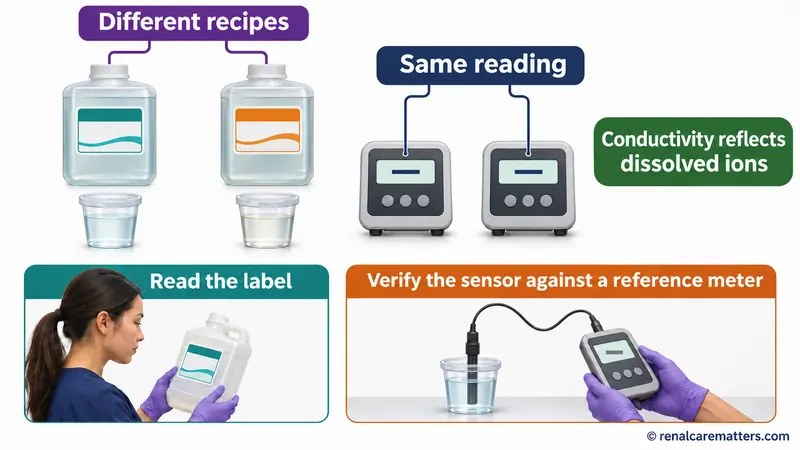 Different recipes
Same reading
Conductivity reflects
dissolved ions
Read the label
Verify the sensor against a reference meter
© renalcarematters.com